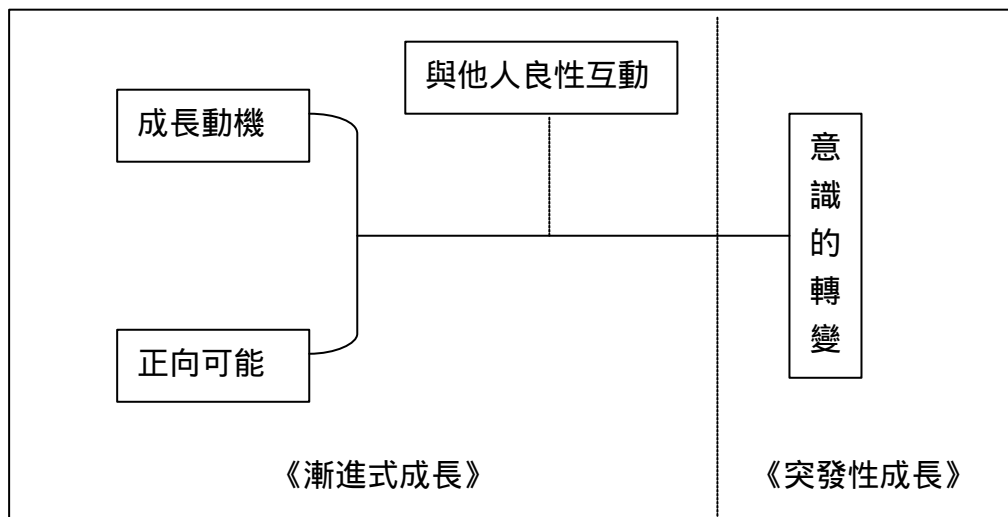 與他人良性互動
成長動機
意識的轉變
正向可能
《漸進式成長》
《突發性成長》